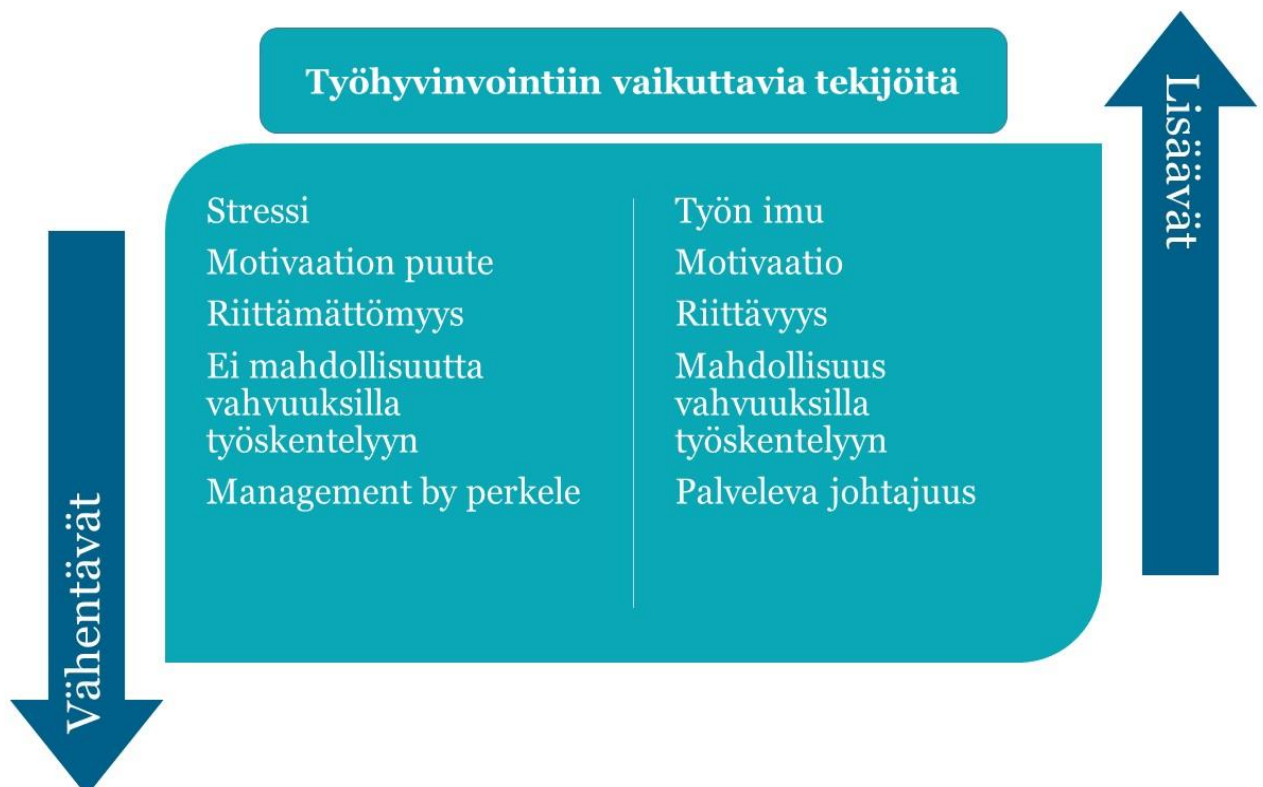 Työhyvinvointiin vaikuttavia tekijöitä
Vähentävät
Stressi
Motivaation puute
Riittämättömyys
Ei mahdollisuutta
vahvuuksilla
työskentelyyn
Management by perkele
Työn imu
Motivaatio
Riittävyys
Mahdollisuus
vahvuuksilla
työskentelyyn
Palveleva johtajuus
Lisäävät